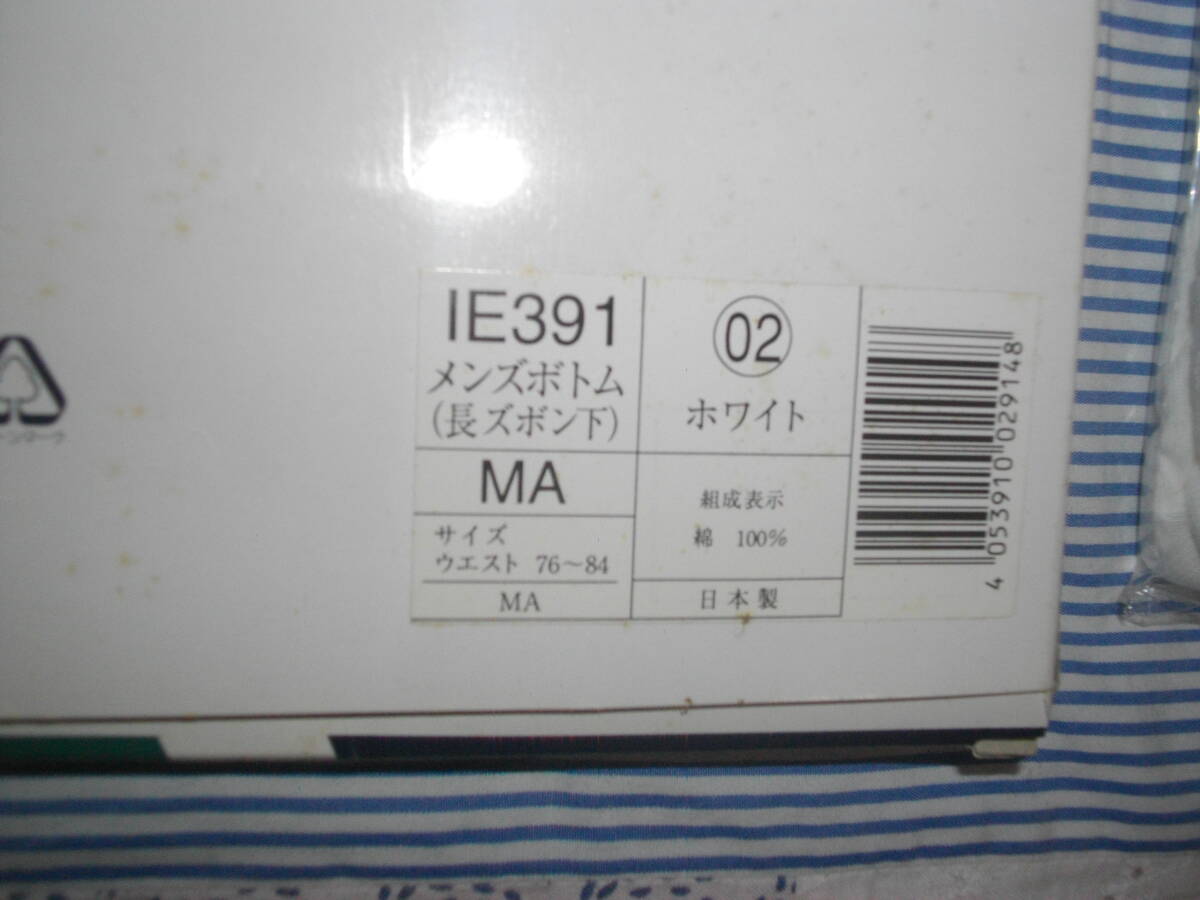 IE391
メンズボトム
(長ズボン下)
MA
サイズ
ウエスト 76～84
MA
02
ホワイト
組成表示
綿 100%
日本製
4 053910 029148